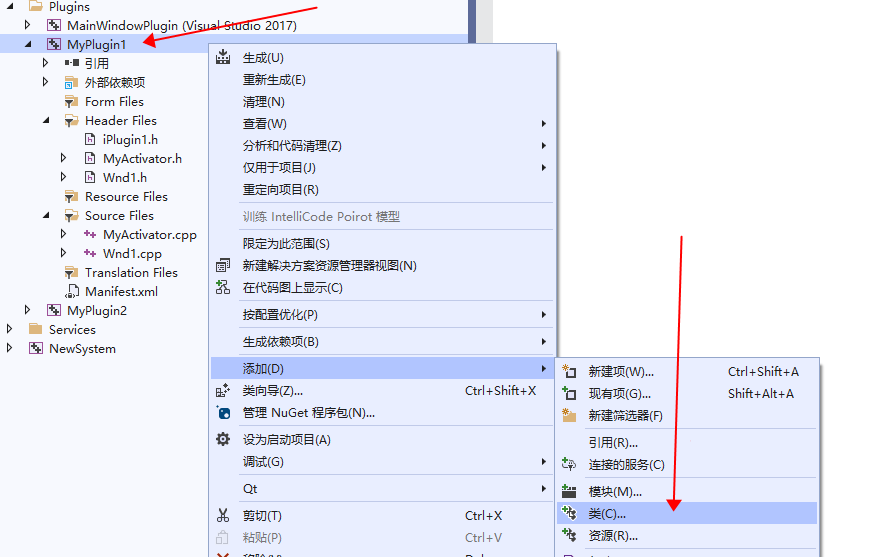 Plugins
MainWindowPlugin (Visual Studio 2017)
MyPlugin1
引用
外部依赖项
Form Files
Header Files
iPlugin1.h
MyActivator.h
Wnd1.h
Resource Files
Source Files
MyActivator.cpp
Wnd1.cpp
Translation Files
Manifest.xml
MyPlugin2
Services
NewSystem
生成(U)
重新生成(E)
清理(N)
查看(W)
分析和代码清理(Z)
仅用于项目(J)
重定向项目(R)
训练 IntelliCode Poirot 模型
限定为此范围(S)
新建解决方案资源管理器视图(N)
在代码图上显示(C)
按配置优化(P)
生成依赖项(B)
添加(D)
类向导(Z)... Ctrl+Shift+X
管理 NuGet 程序包(N)...
设为启动项目(A)
调试(G)
Qt
剪切(T) Ctrl+X
粘贴(P) Ctrl+V
新建项(W)... Ctrl+Shift+A
现有项(G)... Shift+Alt+A
新建筛选器(F)
引用(R)...
连接的服务(C)
模块(M)...
类(C)...
资源(R)...